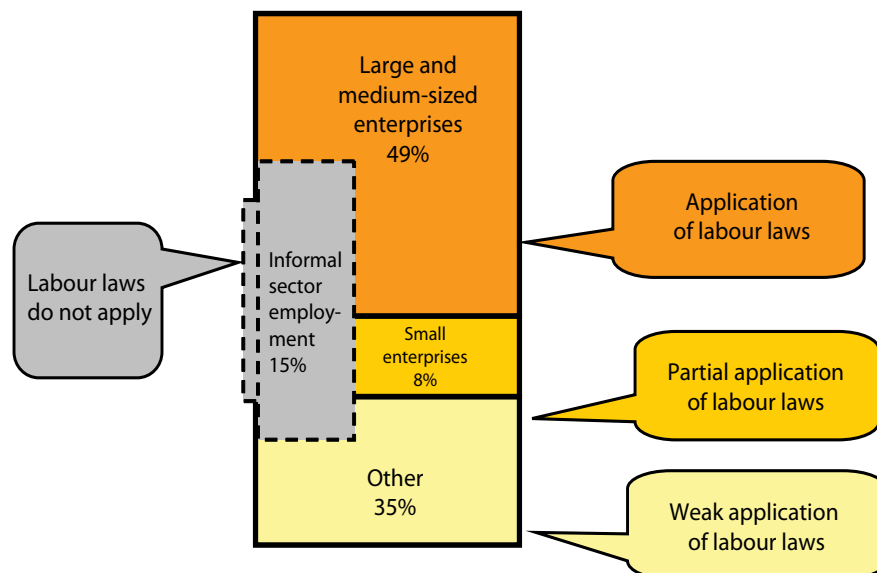 Large and
medium-sized
enterprises
49%
Application
of labour laws
Labour laws
do not apply
Informal
sector
employ-
ment
15%
Small
enterprises
8%
Partial application
of labour laws
Other
35%
Weak application
of labour laws